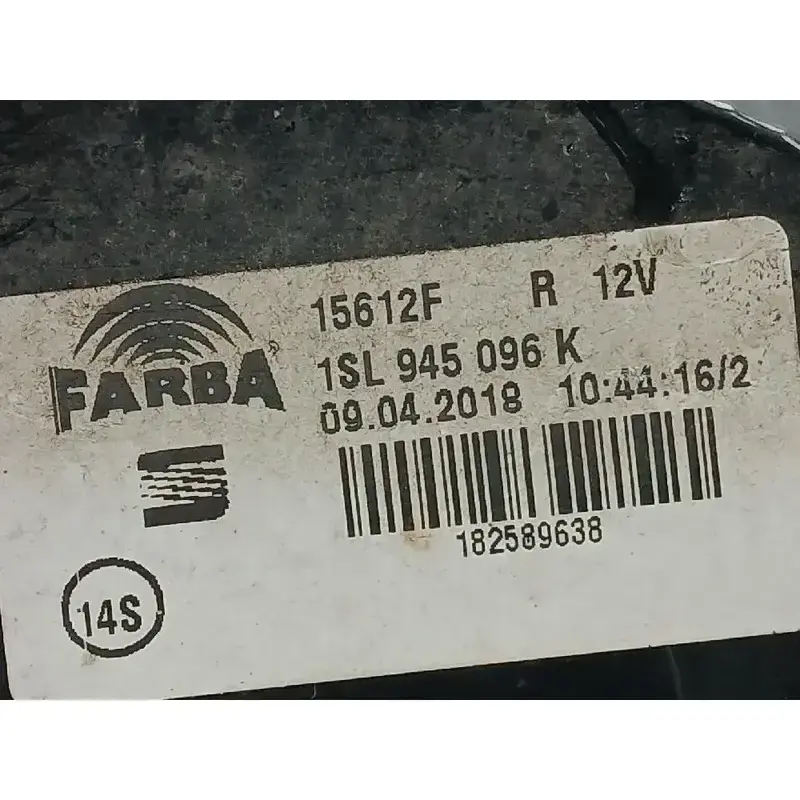 FARBA
15612F R 12V
1SL 945 096 K
09.04.2018 10:44:16/2
182589638
14S